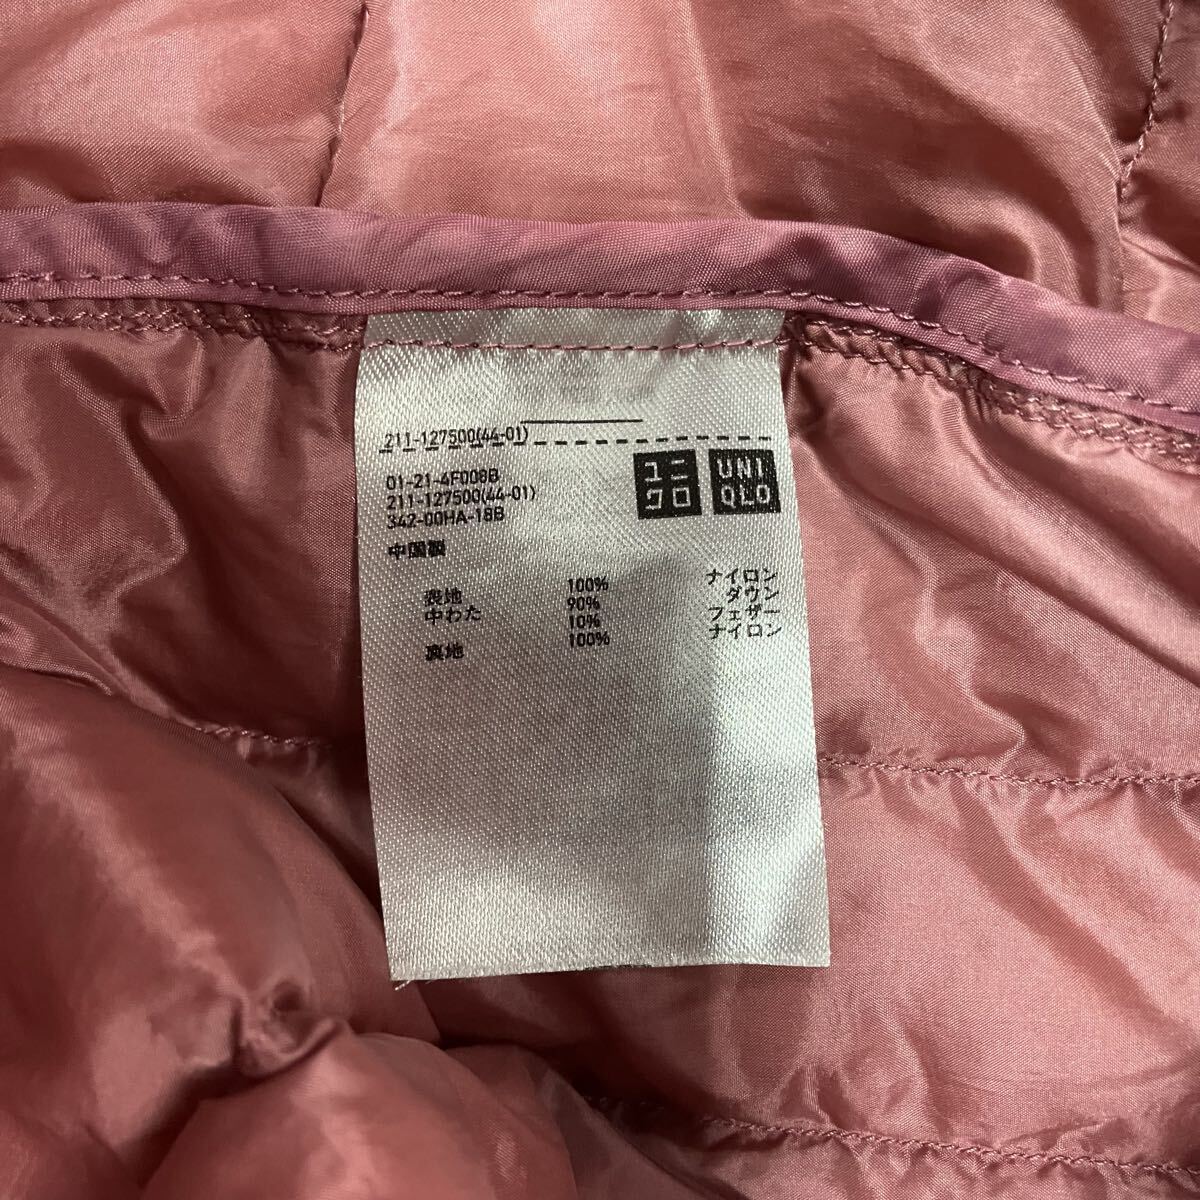 211-127500(44-01)
01-21-4F008B
211-127500(44-01)
342-00HA-18B
ユニクロ
UNIQLO
中国製
表地 100% ナイロン
中わた 90% ダウン
10% フェザー
裏地 100% ナイロン